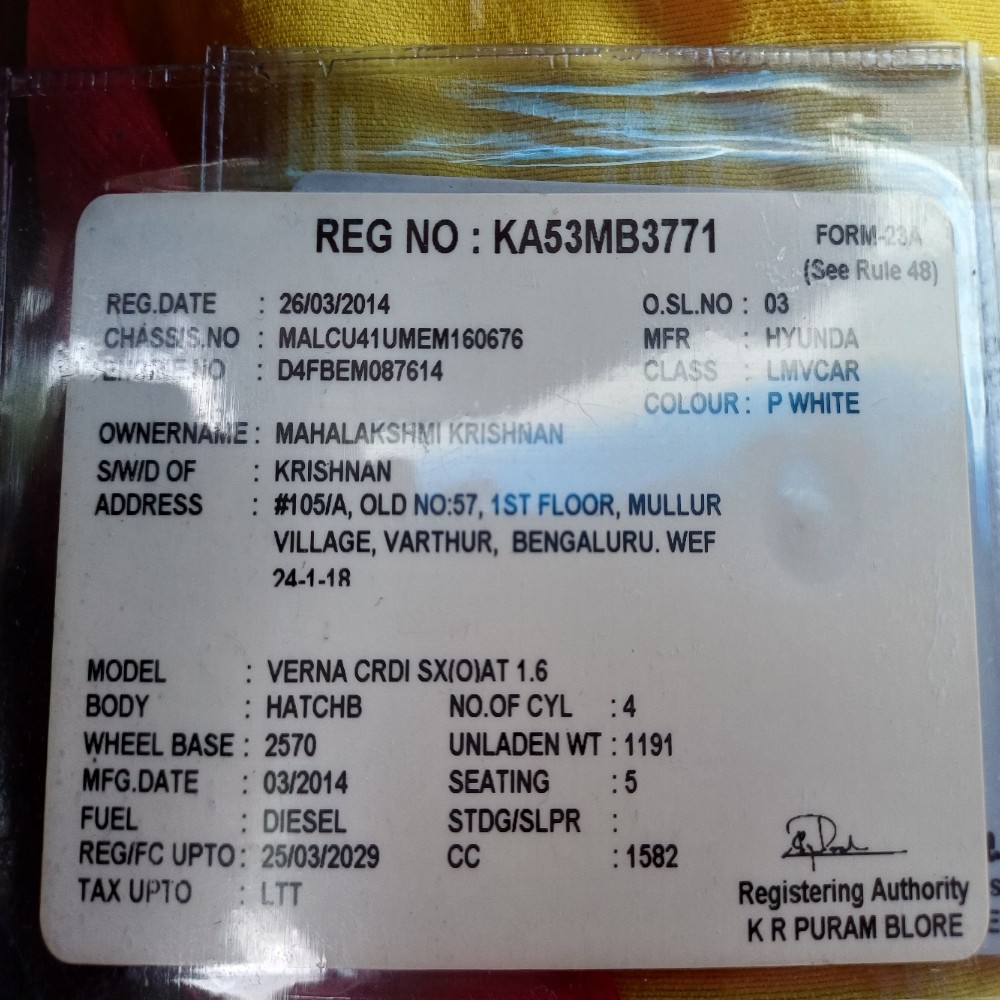 REG NO : KA53MB3771
FORM-23A
(See Rule 48)
REG.DATE : 26/03/2014 O.SL.NO : 03
CHASSIS.NO : MALCU41UMEM160676 MFR : HYUNDA
ENGINE.NO : D4FBEM087614 CLASS : LMVCAR
COLOUR : P WHITE
OWNERNAME : MAHALAKSHMI KRISHNAN
S/W/D OF : KRISHNAN
ADDRESS : #105/A, OLD NO:57, 1ST FLOOR, MULLUR
VILLAGE, VARTHUR, BENGALURU. WEF
24-1-18
MODEL : VERNA CRDI SX(O)AT 1.6
BODY : HATCHB NO.OF CYL : 4
WHEEL BASE : 2570 UNLADEN WT : 1191
MFG.DATE : 03/2014 SEATING : 5
FUEL : DIESEL STDG/SLPR :
REG/FC UPTO : 25/03/2029 CC : 1582
TAX UPTO : LTT
Registering Authority
K R PURAM BLORE